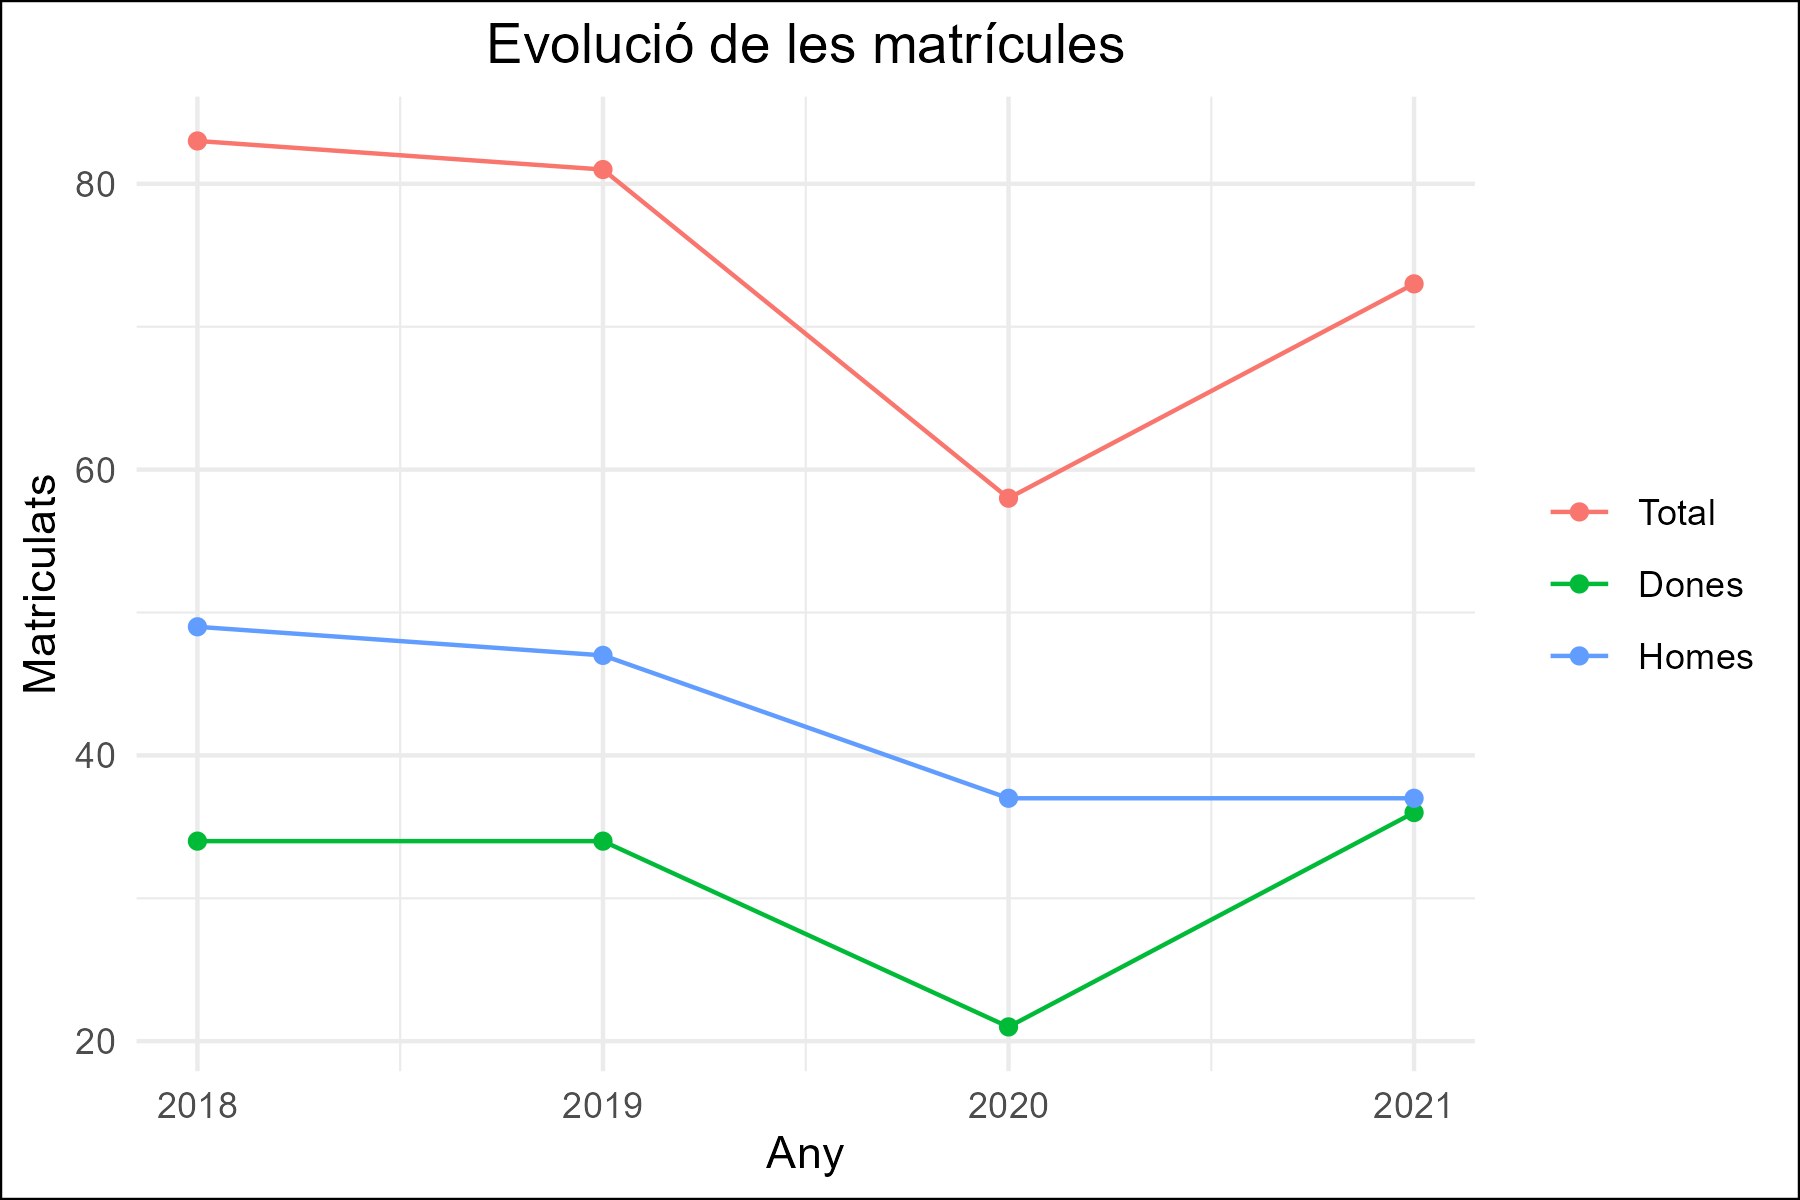 Evolució de les matrícules
80
60
40
20
Matriculats
2018 2019 2020 2021
Any
Total
Dones
Homes